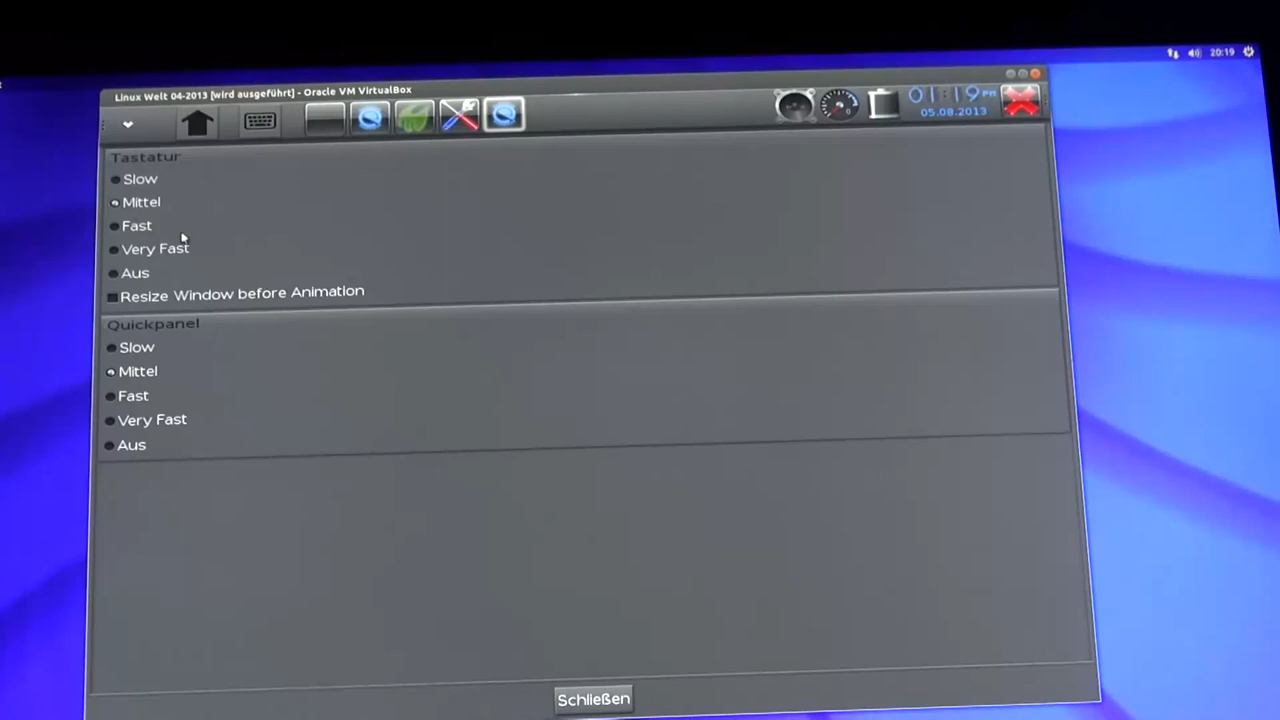 20:19
Linux Welt 04-2013 [wird ausgeführt] - Oracle VM VirtualBox
01:19 PM
05.08.2013
Tastatur
Slow
Mittel
Fast
Very Fast
Aus
Resize Window before Animation
Quickpanel
Slow
Mittel
Fast
Very Fast
Aus
Schließen